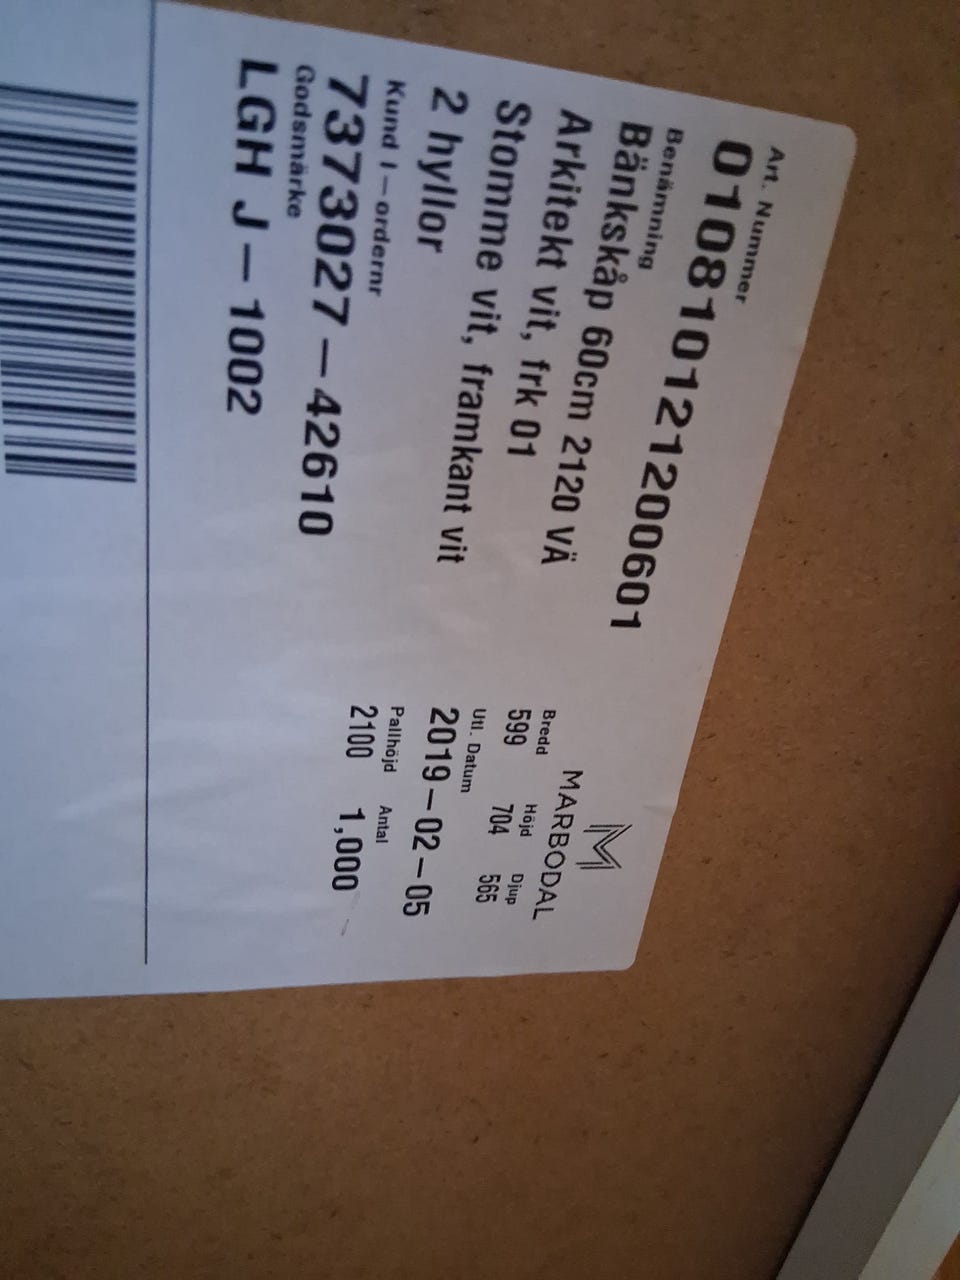 Art. Nummer
010810121200601
Benämning
Bänkskåp 60cm 2120 VÄ
Arkitekt vit, frk 01
Stomme vit, framkant vit
2 hyllor
Kund I-ordernr
7373027-42610
Godsmärke
LGH J-1002
MARBODAL
Bredd Höjd Djup
599 704 565
Utl. Datum
2019-02-05
Pallhöjd Antal
2100 1,000